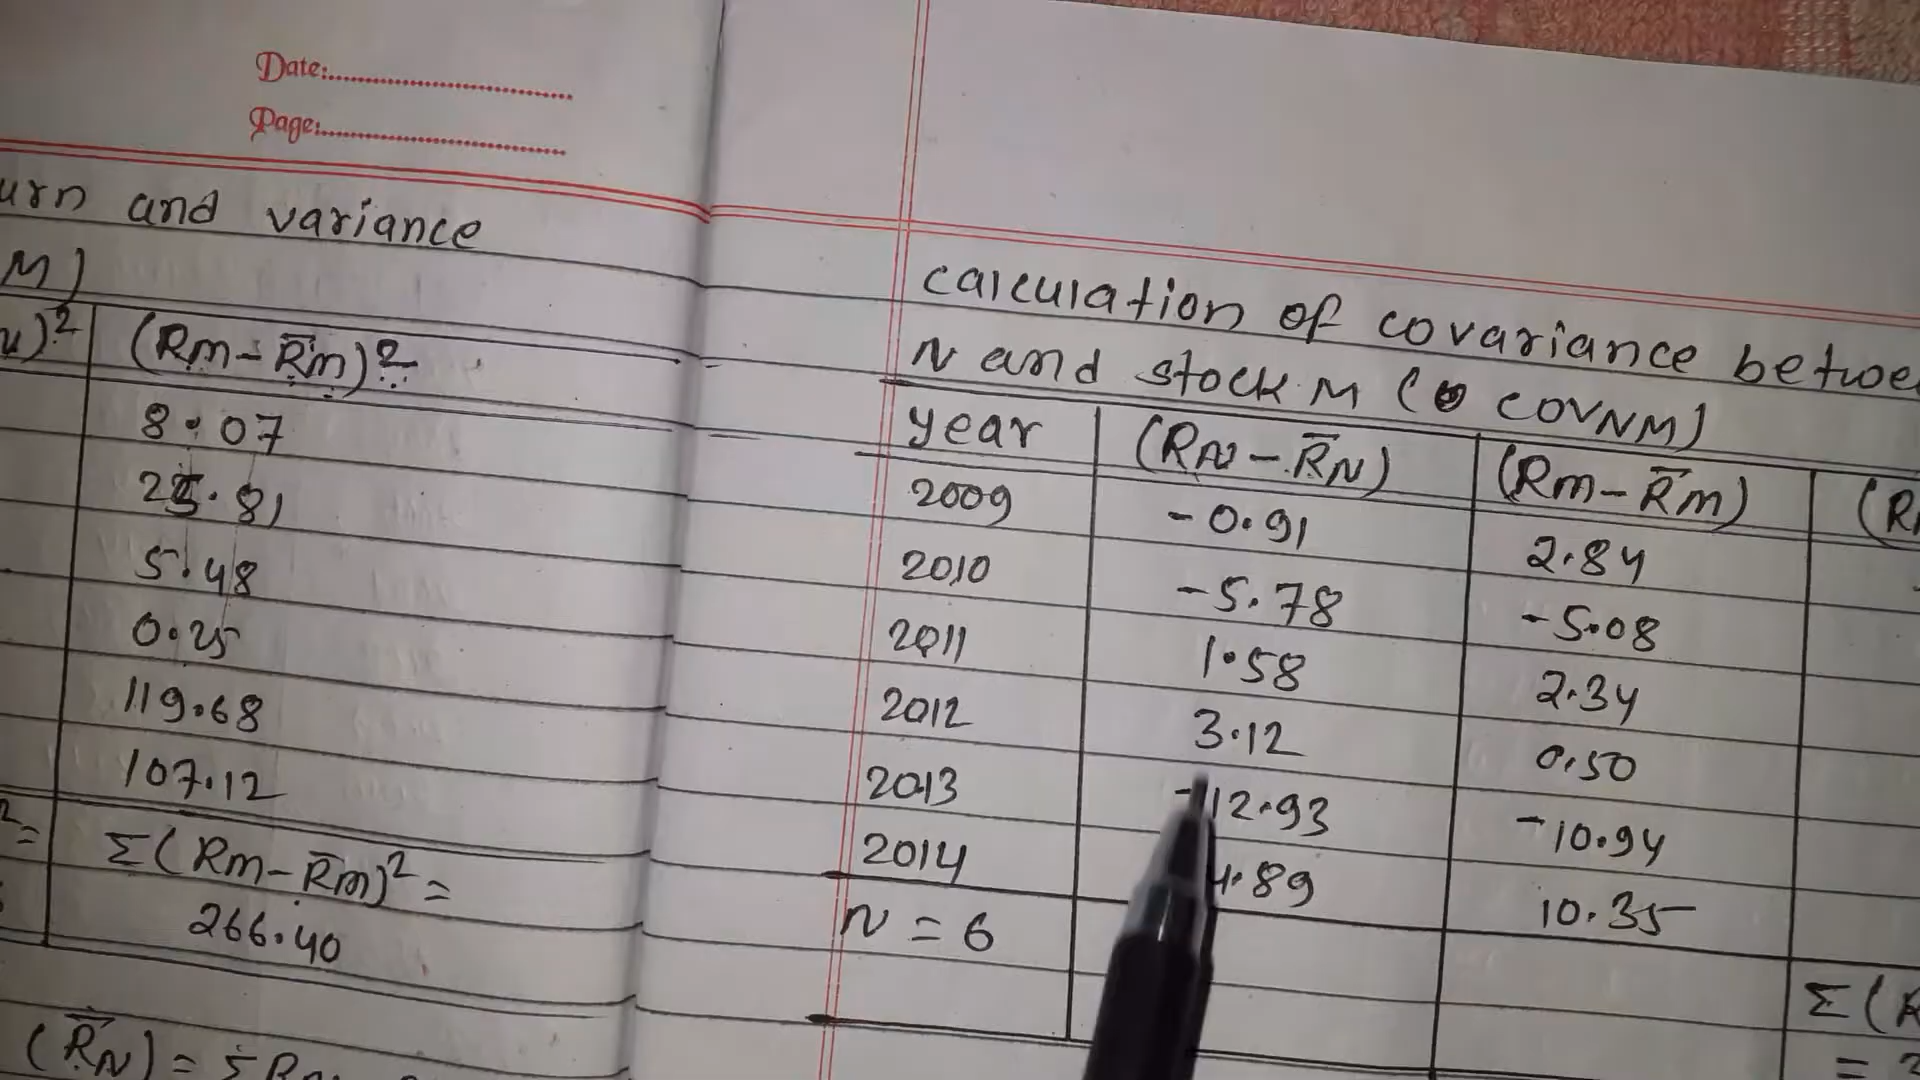 Date:
Page:
and variance
M)
(Rm-R̅m)²
8.07
25.81
5.48
0.25
119.68
107.12
Σ(Rm-R̅m)² =
266.40
(R̅N) =
calculation of covariance
N and stock M ( COVNM)
year (RN-R̅N) (Rm-R̅m)
2009 -0.91 2.84
2010 -5.78 -5.08
2011 1.58 2.34
2012 3.12 0.50
2013 -12.93 -10.94
2014 -10.35
N = 6